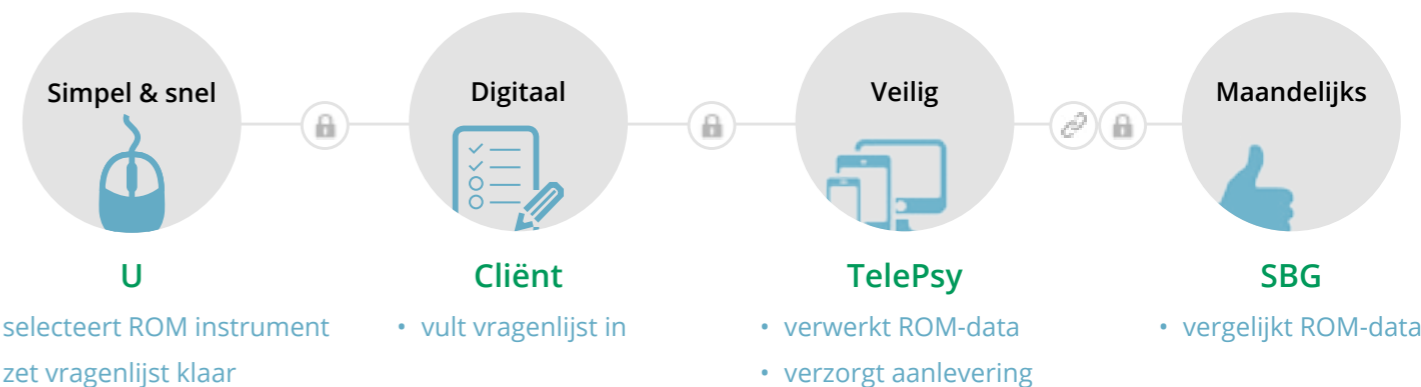 Simpel & snel
Digitaal
Veilig
Maandelijks
U
Cliënt
TelePsy
SBG
selecteert ROM instrument
zet vragenlijst klaar
• vult vragenlijst in
• verwerkt ROM-data
• verzorgt aanlevering
• vergelijkt ROM-data